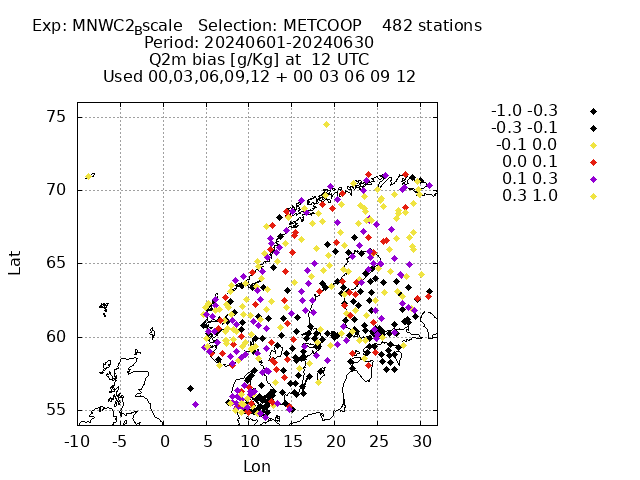 Exp: MNWC2_Bscale   Selection: METCOOP    482 stations
Period: 20240601-20240630
Q2m bias [g/Kg] at  12 UTC
Used 00,03,06,09,12 + 00 03 06 09 12
-1.0 -0.3
-0.3 -0.1
-0.1 0.0
0.0 0.1
0.1 0.3
0.3 1.0
75
70
65
60
55
Lat
-10 -5 0 5 10 15 20 25 30
Lon